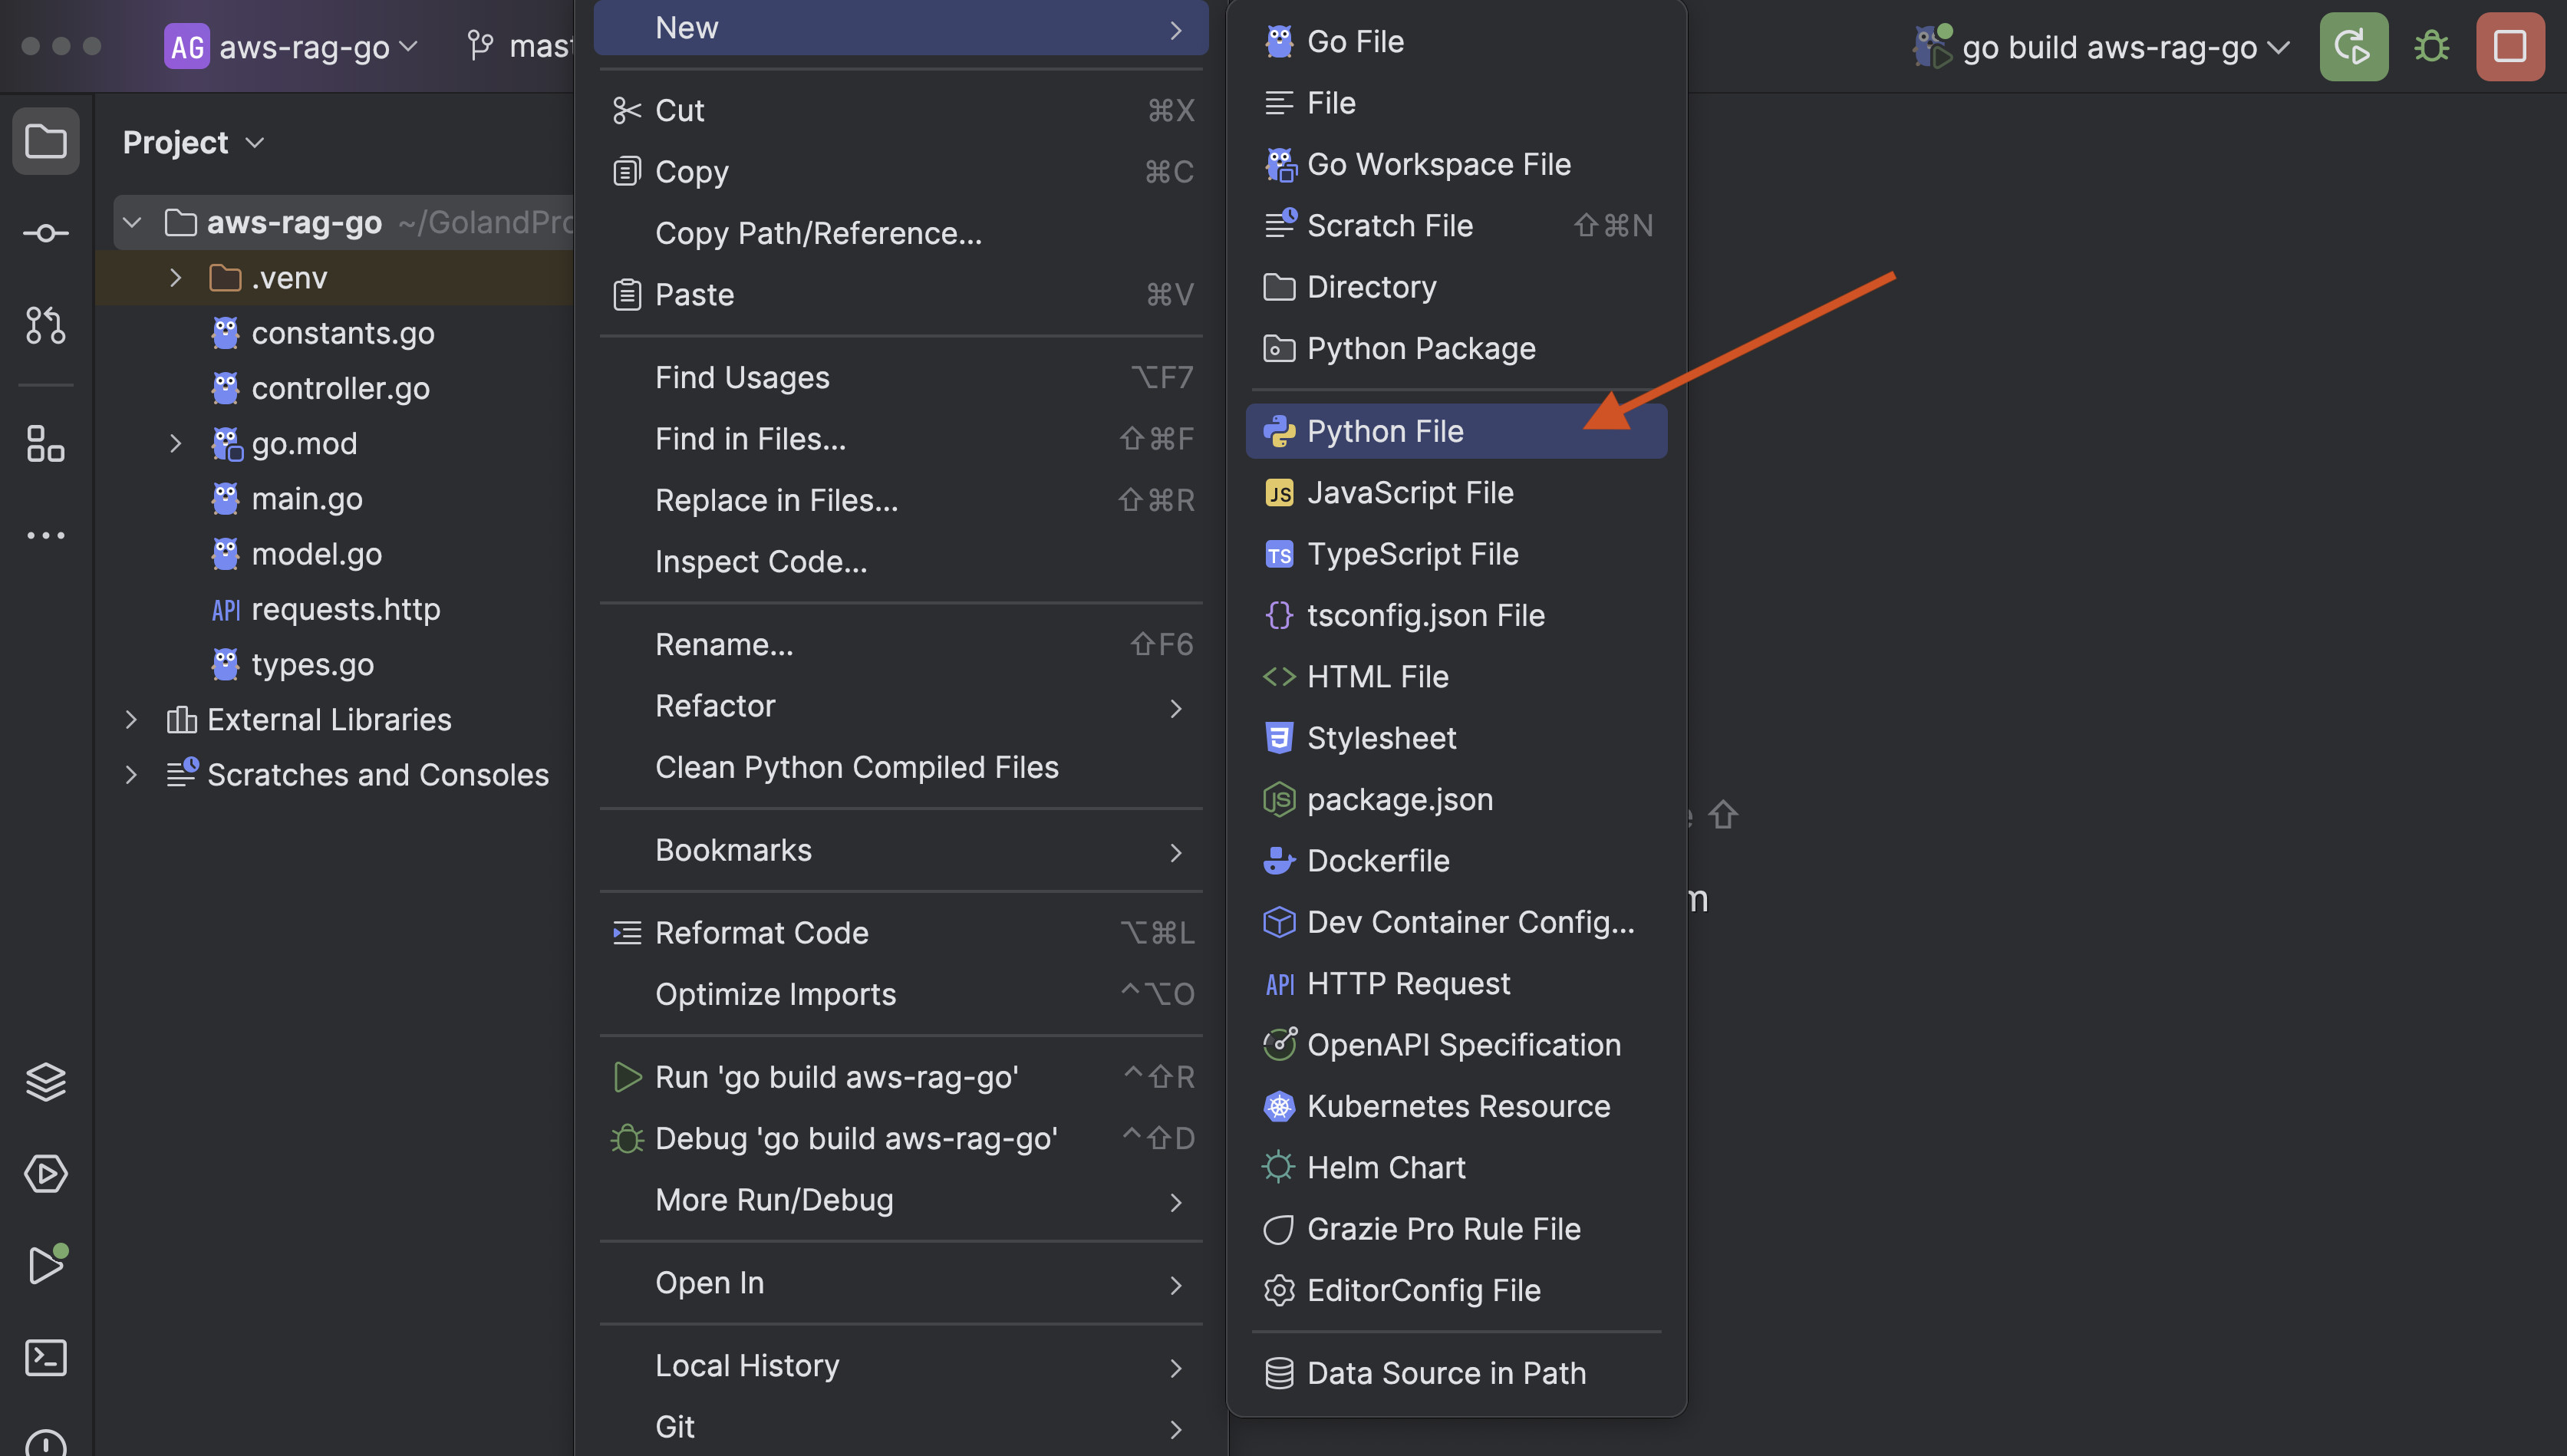 AG aws-rag-go
go build aws-rag-go
Project
aws-rag-go
.venv
constants.go
controller.go
go.mod
main.go
model.go
API requests.http
types.go
External Libraries
Scratches and Consoles
New
Cut ⌘X
Copy ⌘C
Copy Path/Reference...
Paste ⌘V
Find Usages ⌥F7
Find in Files... ⇧⌘F
Replace in Files... ⇧⌘R
Inspect Code...
Rename... ⇧F6
Refactor
Clean Python Compiled Files
Bookmarks
Reformat Code ⌥⌘L
Optimize Imports ^⌥O
Run 'go build aws-rag-go' ^⇧R
Debug 'go build aws-rag-go' ^⇧D
More Run/Debug
Open In
Local History
Git
Go File
File
Go Workspace File
Scratch File ⇧⌘N
Directory
Python Package
Python File
JS JavaScript File
TS TypeScript File
{} tsconfig.json File
<> HTML File
Stylesheet
JS package.json
Dockerfile
Dev Container Config...
API HTTP Request
OpenAPI Specification
Kubernetes Resource
Helm Chart
Grazie Pro Rule File
EditorConfig File
Data Source in Path